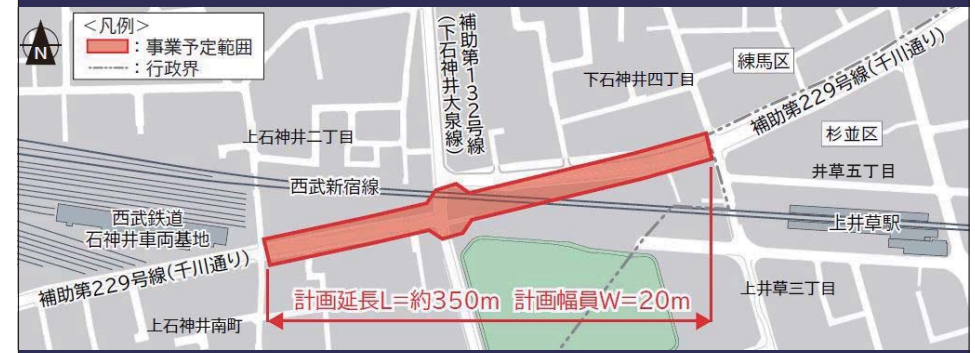 <凡例>
：事業予定範囲
：行政界
N
補助第132号線
(下石神井大泉線)
下石神井四丁目
練馬区
補助第229号線(千川通り)
杉並区
上石神井二丁目
井草五丁目
西武新宿線
西武鉄道
石神井車両基地
上井草駅
補助第229号線(千川通り)
計画延長L=約350m 計画幅員W=20m
上井草三丁目
上石神井南町